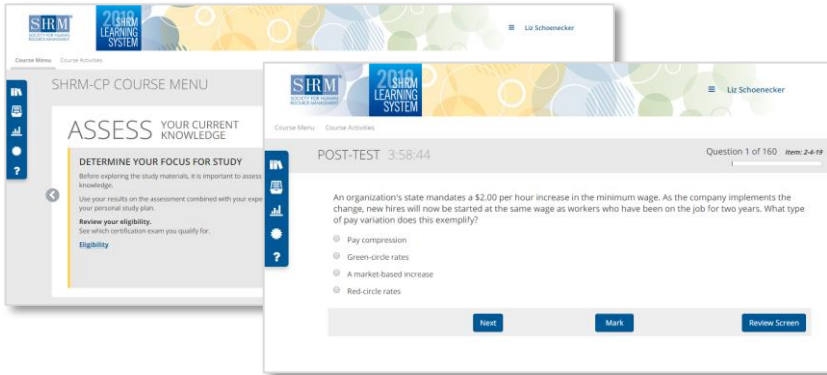 SHRM
SOCIETY FOR HUMAN
RESOURCE MANAGEMENT
2018 SHRM
LEARNING
SYSTEM
Liz Schoenecker
Course Menu Course Activities
SHRM-CP COURSE MENU
ASSESS YOUR CURRENT
KNOWLEDGE
DETERMINE YOUR FOCUS FOR STUDY
Before exploring the study materials, it is important to assess
knowledge.
Use your results on the assessment combined with your expe
your personal study plan.
Review your eligibility.
See which certification exam you qualify for.
Eligibility
?
SHRM
SOCIETY FOR HUMAN
RESOURCE MANAGEMENT
2018 SHRM
LEARNING
SYSTEM
Liz Schoenecker
Course Menu Course Activities
POST-TEST 3:58:44
Question 1 of 160 Item: 2-4-19
An organization's state mandates a $2.00 per hour increase in the minimum wage. As the company implements the
change, new hires will now be started at the same wage as workers who have been on the job for two years. What type
of pay variation does this exemplify?
Pay compression
Green-circle rates
A market-based increase
Red-circle rates
?
Next Mark Review Screen